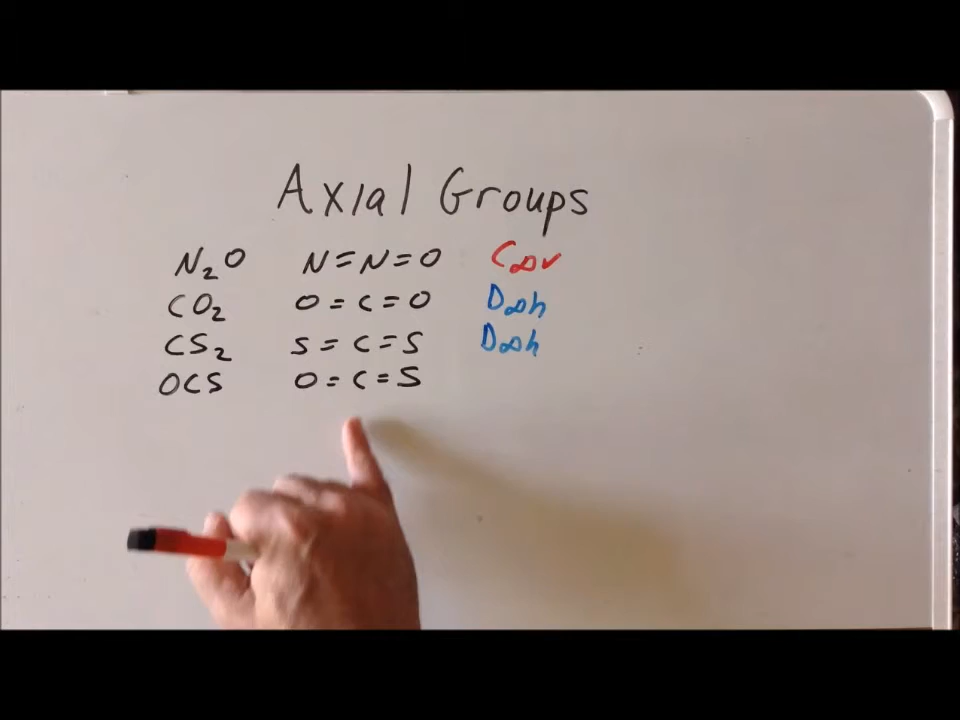 Axial Groups
N₂O N=N=O C∞v
CO₂ O=C=O D∞h
CS₂ S=C=S D∞h
OCS O=C=S